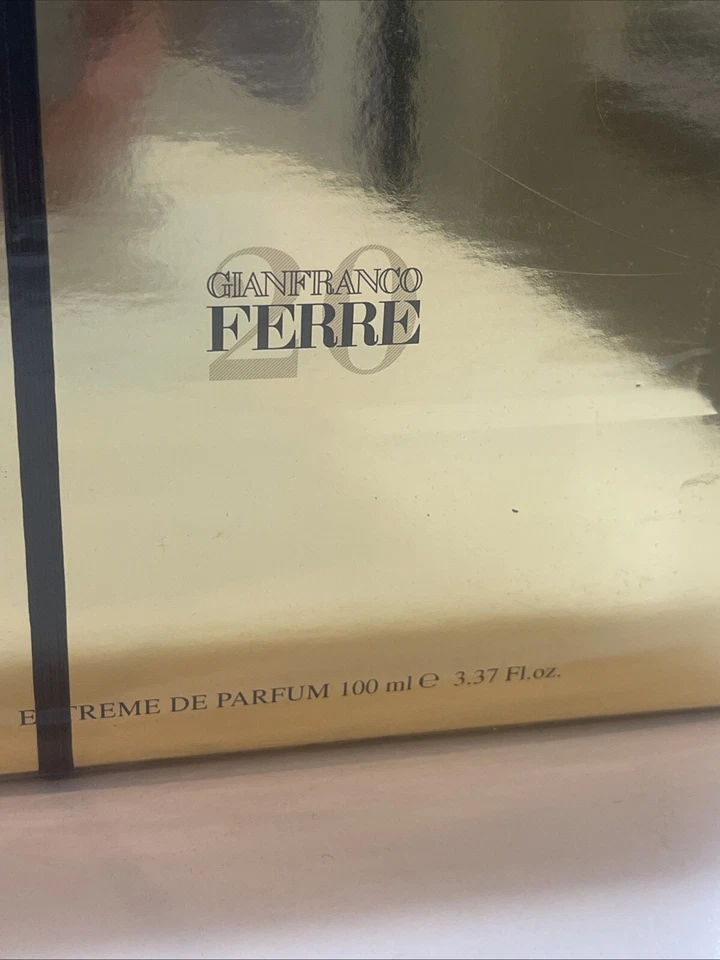 20
GIANFRANCO
FERRE
EXTREME DE PARFUM 100 ml ℮ 3.37 Fl.oz.